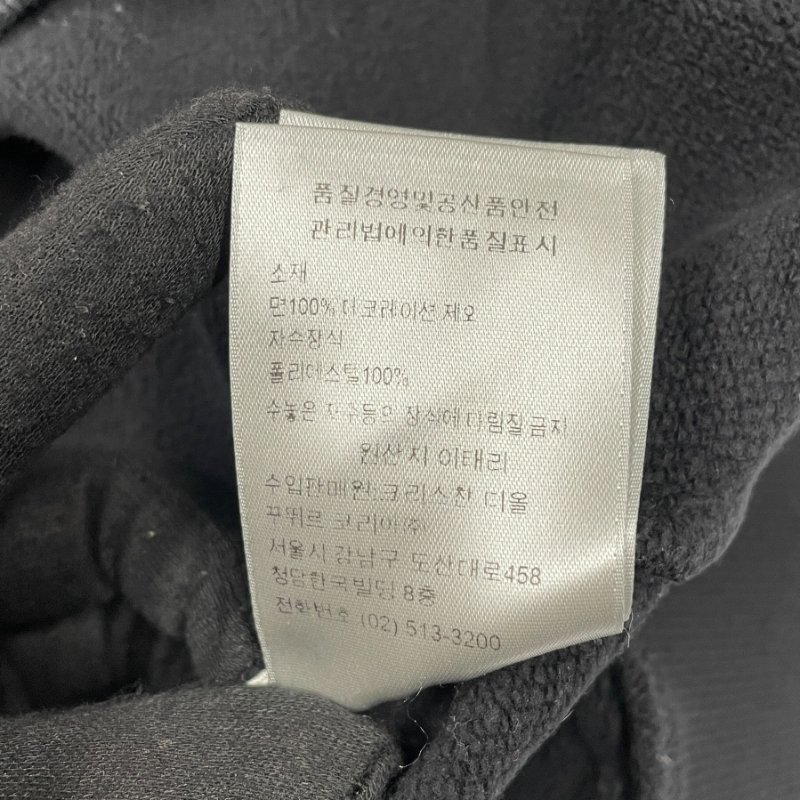 품질경영및공산품안전
관리법에의한품질표시
소재
면100% 데코레이션 제외
자수장식
폴리에스텔100%
수놓은 자수등의 장식에 다림질 금지
원산지 이태리
수입판매원:크리스챤 디올
꾸뛰르 코리아㈜
서울시 강남구 도산대로458
청담한국빌딩 8층
전화번호 (02) 513-3200